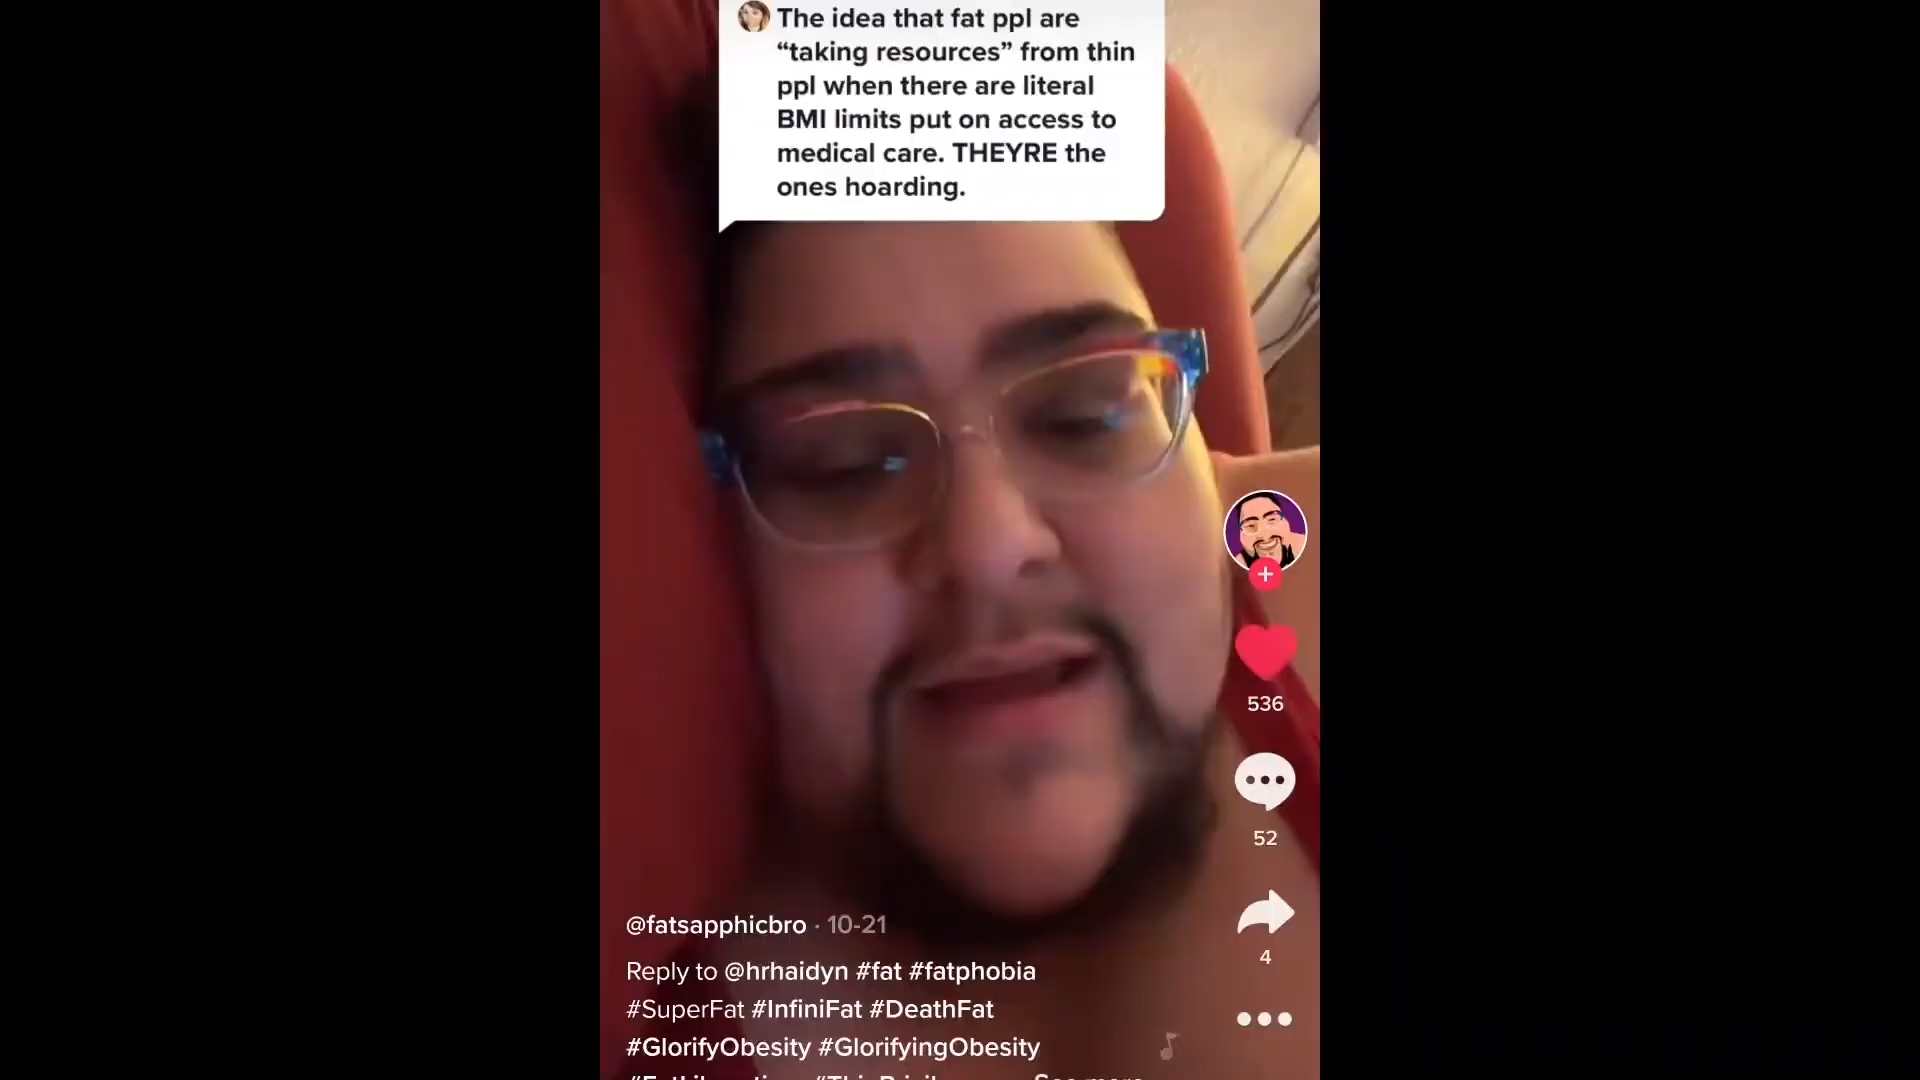 The idea that fat ppl are
“taking resources” from thin
ppl when there are literal
BMI limits put on access to
medical care. THEYRE the
ones hoarding.
536
52
4
@fatsapphicbro · 10-21
Reply to @hrhaidyn #fat #fatphobia
#SuperFat #InfiniFat #DeathFat
#GlorifyObesity #GlorifyingObesity
See more